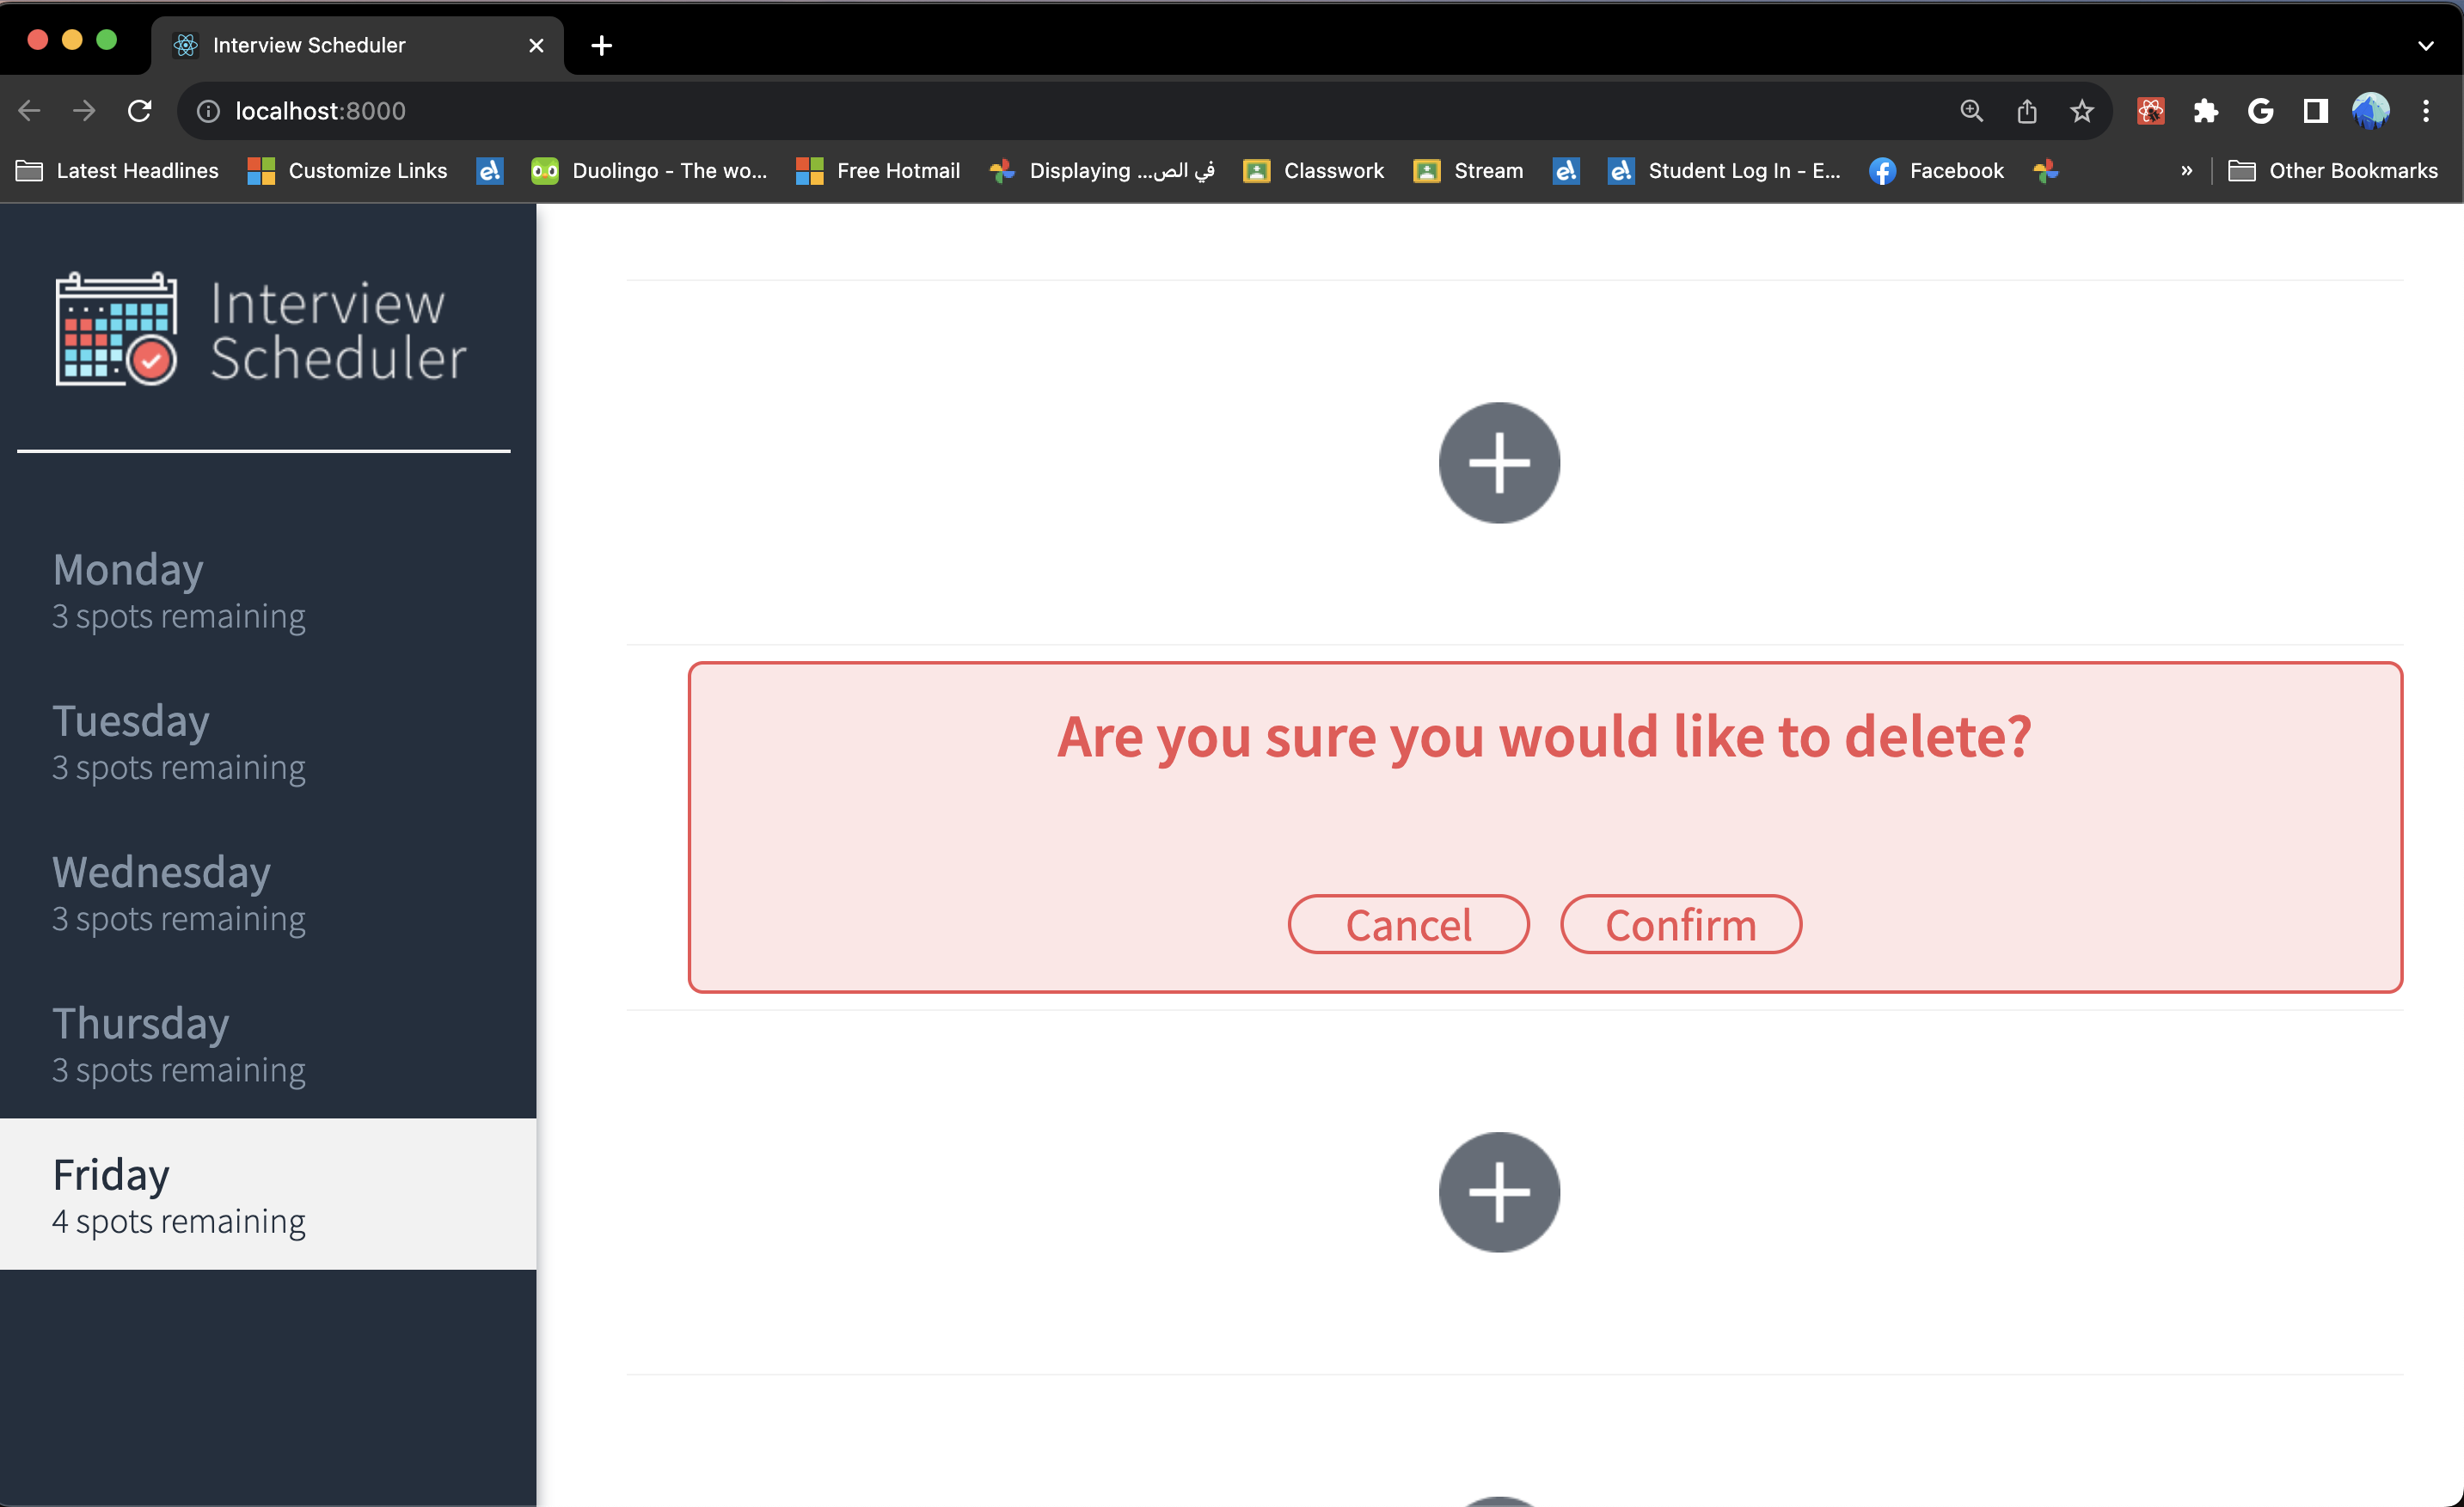 Interview Scheduler
localhost:8000
Latest Headlines
Customize Links
e!
Duolingo - The wo...
Free Hotmail
Displaying ...في الص
Classwork
Stream
e!
e!
Student Log In - E...
Facebook
»
Other Bookmarks
Interview
Scheduler
Monday
3 spots remaining
Tuesday
3 spots remaining
Wednesday
3 spots remaining
Thursday
3 spots remaining
Friday
4 spots remaining
Are you sure you would like to delete?
Cancel
Confirm